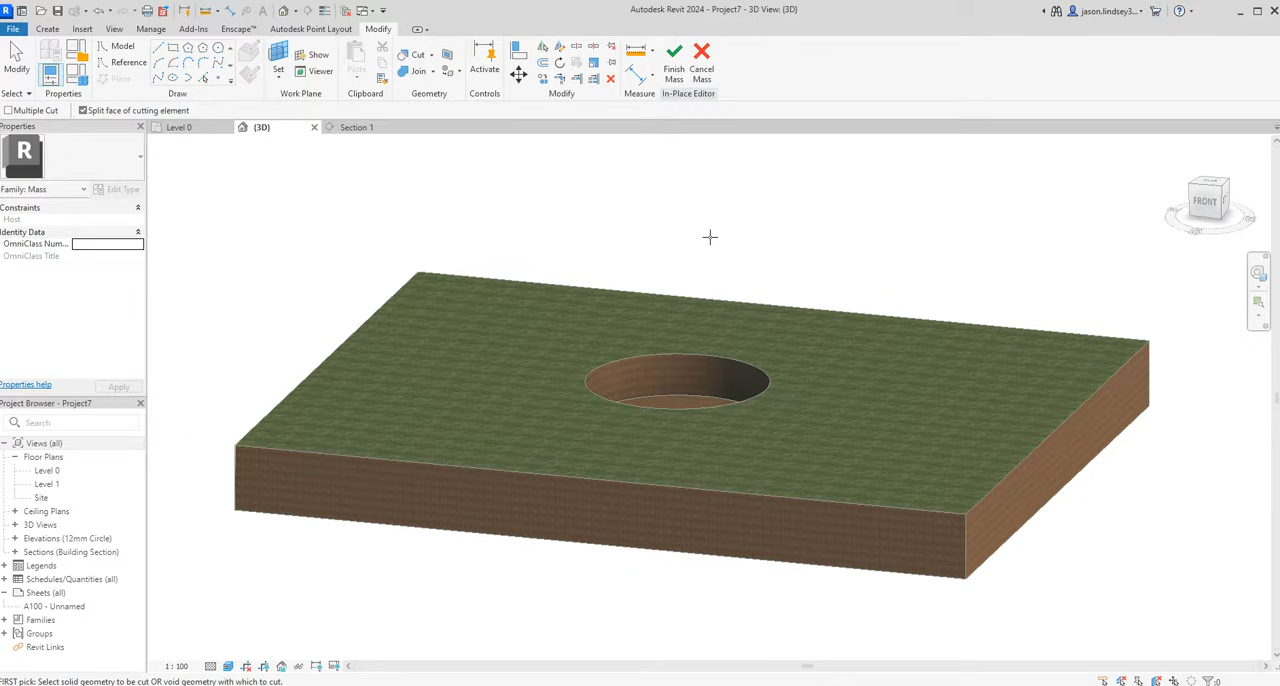 Autodesk Revit 2024 - Project7 - 3D View: {3D}
jason.lindsey3...
File Create Insert View Manage Add-Ins Enscape™ Autodesk Point Layout Modify
Modify
Model
Reference
Plane
Set
Show
Viewer
Paste
Cut
Join
Activate
Finish
Mass
Cancel
Mass
Select Properties Draw Work Plane Clipboard Geometry Controls Modify Measure In-Place Editor
Multiple Cut Split face of cutting element
Properties
Level 0 {3D} Section 1
R
Family: Mass Edit Type
Constraints
Host
Identity Data
OmniClass Num...
OmniClass Title
FRONT
Properties help Apply
Project Browser - Project7
Search
Views (all)
Floor Plans
Level 0
Level 1
Site
Ceiling Plans
3D Views
Elevations (12mm Circle)
Sections (Building Section)
Legends
Schedules/Quantities (all)
Sheets (all)
A100 - Unnamed
Families
Groups
Revit Links
1 : 100
FIRST pick: Select solid geometry to be cut OR void geometry with which to cut.
:0